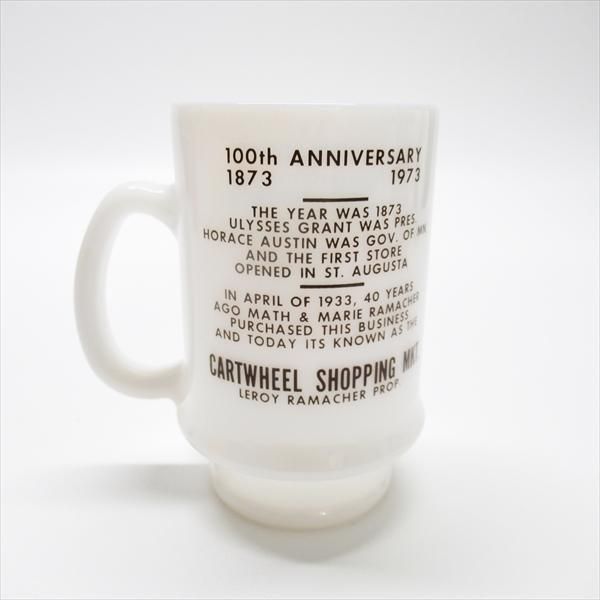 100th ANNIVERSARY
1873 1973
THE YEAR WAS 1873
ULYSSES GRANT WAS PRES.
HORACE AUSTIN WAS GOV. OF MN.
AND THE FIRST STORE
OPENED IN ST. AUGUSTA
IN APRIL OF 1933, 40 YEARS
AGO MATH & MARIE RAMACHER
PURCHASED THIS BUSINESS
AND TODAY ITS KNOWN AS THE
CARTWHEEL SHOPPING MKT.
LEROY RAMACHER PROP.